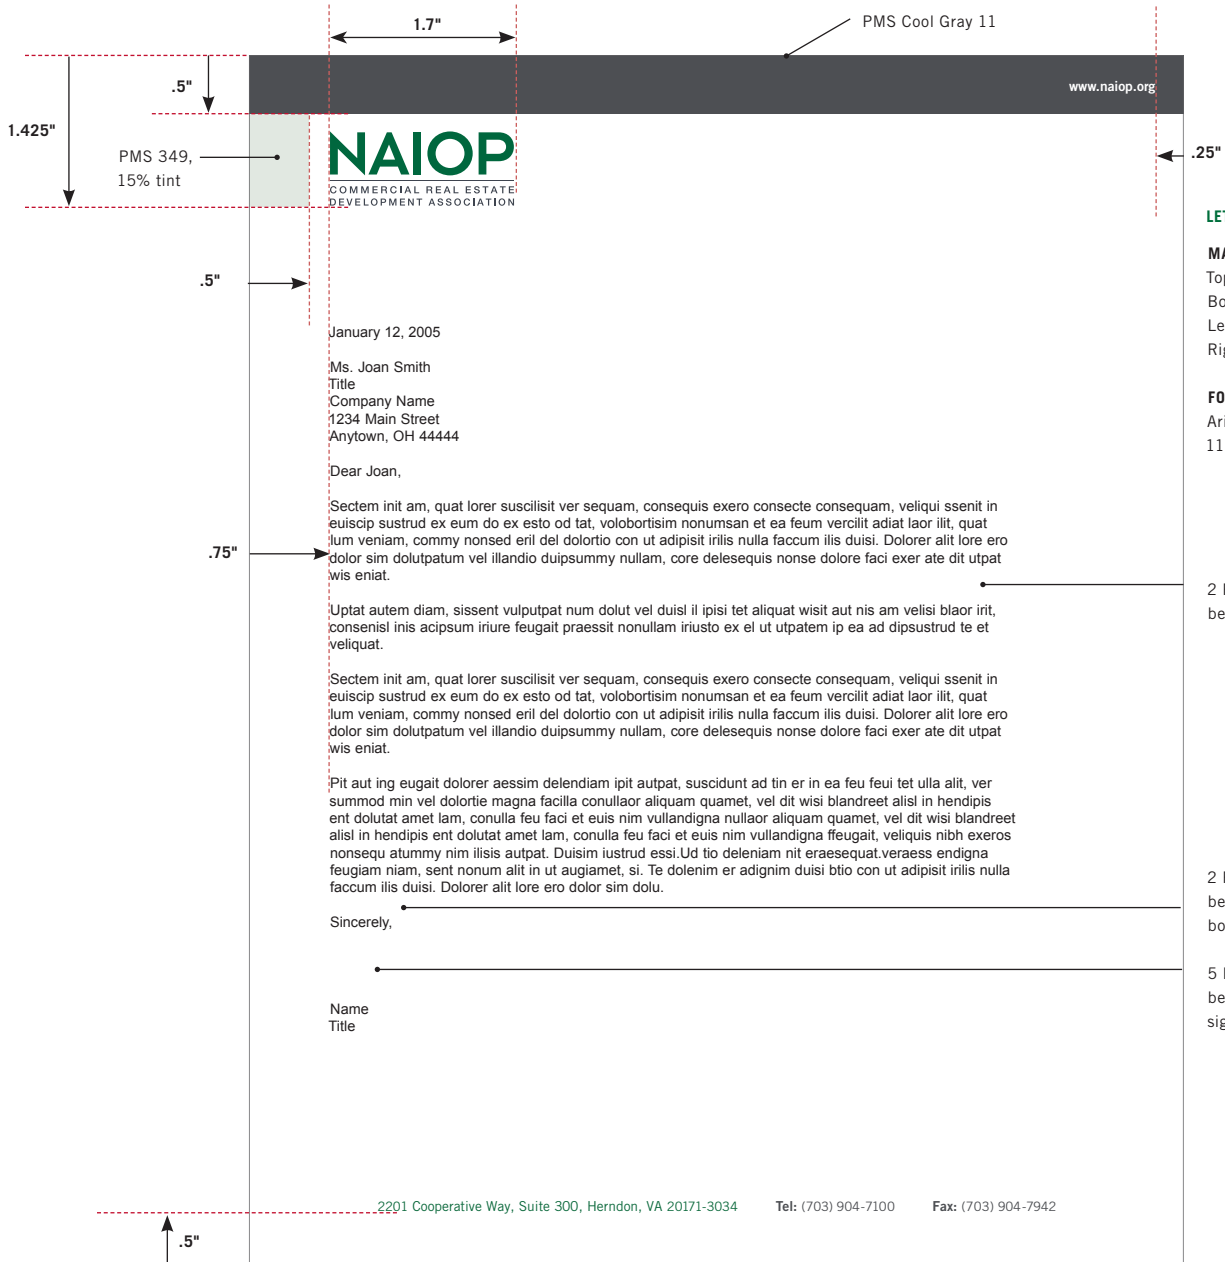 1.7"
PMS Cool Gray 11
.5"
www.naiop.org
1.425"
PMS 349,
15% tint
NAIOP
COMMERCIAL REAL ESTATE
DEVELOPMENT ASSOCIATION
.25"
.5"
January 12, 2005
Ms. Joan Smith
Title
Company Name
1234 Main Street
Anytown, OH 44444
Dear Joan,
Sectem init am, quat lorer suscilisit ver sequam, consequis exero consecte consequam, veliqui ssenit in
euiscip sustrud ex eum do ex esto od tat, volobortisim nonumsan et ea feum vercilit adiat laor ilit, quat
lum veniam, commy nonsed eril del dolortio con ut adipisit irilis nulla faccum ilis duisi. Dolorer alit lore ero
dolor sim dolutpatum vel illandio duipsummy nullam, core delesequis nonse dolore faci exer ate dit utpat
wis eniat.
.75"
Uptat autem diam, sissent vulputpat num dolut vel duisl il ipisi tet aliquat wisit aut nis am velisi blaor irit,
consenisl inis acipsum iriure feugait praessit nonullam iriusto ex el ut utpatem ip ea ad dipsustrud te et
veliquat.
Sectem init am, quat lorer suscilisit ver sequam, consequis exero consecte consequam, veliqui ssenit in
euiscip sustrud ex eum do ex esto od tat, volobortisim nonumsan et ea feum vercilit adiat laor ilit, quat
lum veniam, commy nonsed eril del dolortio con ut adipisit irilis nulla faccum ilis duisi. Dolorer alit lore ero
dolor sim dolutpatum vel illandio duipsummy nullam, core delesequis nonse dolore faci exer ate dit utpat
wis eniat.
Pit aut ing eugait dolorer aessim delendiam ipit autpat, suscidunt ad tin er in ea feu feui tet ulla alit, ver
summod min vel dolortie magna facilla conullaor aliquam quamet, vel dit wisi blandreet alisl in hendipis
ent dolutat amet lam, conulla feu faci et euis nim vullandigna nullaor aliquam quamet, vel dit wisi blandreet
alisl in hendipis ent dolutat amet lam, conulla feu faci et euis nim vullandigna ffeugait, veliquis nibh exeros
nonsequ atummy nim ilisis autpat. Duisim iustrud essi.Ud tio deleniam nit eraesequat.veraess endigna
feugiam niam, sent nonum alit in ut augiamet, si. Te dolenim er adignim duisi btio con ut adipisit irilis nulla
faccum ilis duisi. Dolorer alit lore ero dolor sim dolu.
Sincerely,
Name
Title
2201 Cooperative Way, Suite 300, Herndon, VA 20171-3034 Tel: (703) 904-7100 Fax: (703) 904-7942
.5"
11
2
be
2
be
5
be